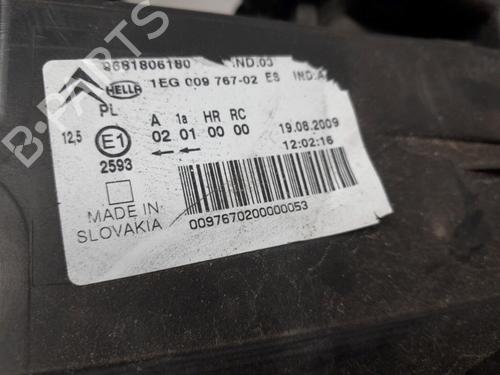 9681806180 IND.03
HELLA 1EG 009 767-02 ES IND.A
PL
A 1a HR RC
12,5 E1 02 01 00 00 19.08.2009
2593 12:02:16
MADE IN
SLOVAKIA
0097670200000053
B-PARTS